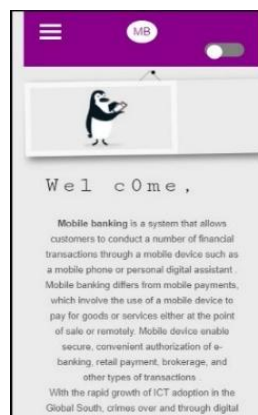 MB
Wel c0me,
Mobile banking is a system that allows
customers to conduct a number of financial
transactions through a mobile device such as
a mobile phone or personal digital assistant .
Mobile banking differs from mobile payments,
which involve the use of a mobile device to
pay for goods or services either at the point
of sale or remotely. Mobile device enable
secure, convenient authorization of e-
banking, retail payment, brokerage, and
other types of transactions .
With the rapid growth of ICT adoption in the
Global South, crimes over and through digital